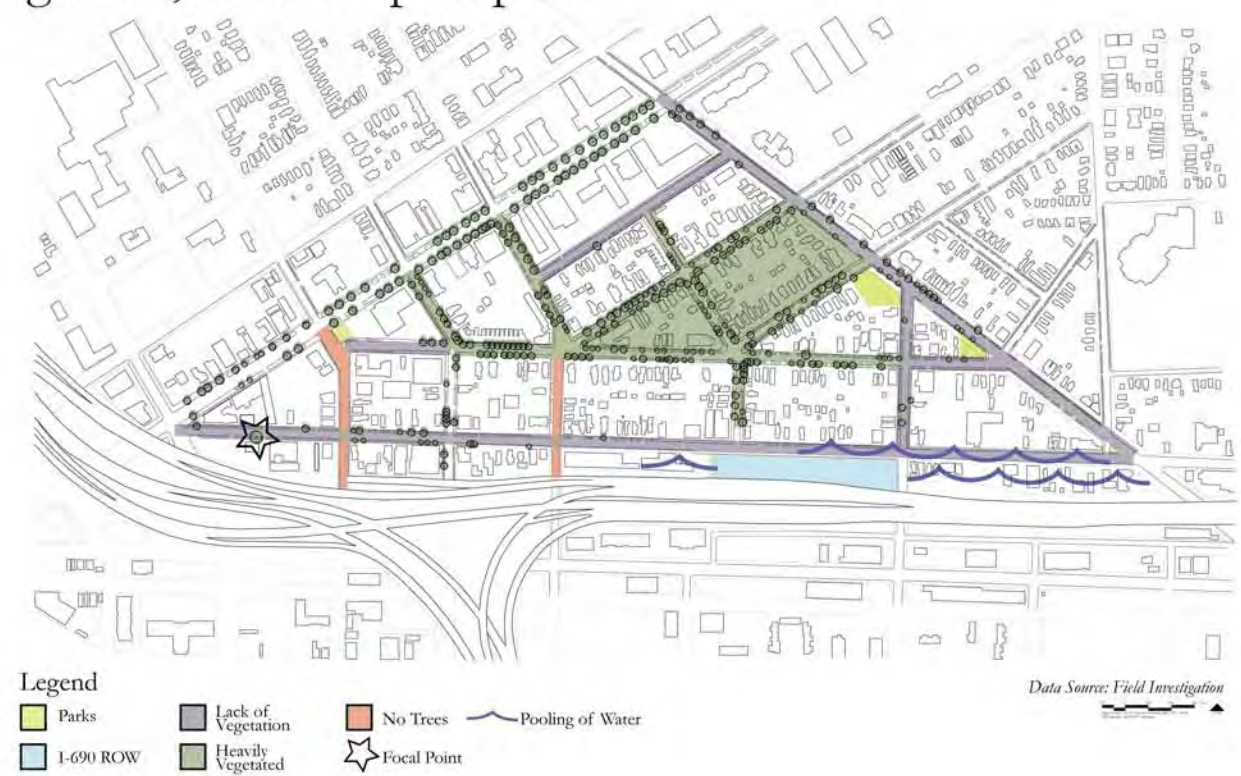 Legend
Parks
I-690 ROW
Lack of
Vegetation
Heavily
Vegetated
No Trees
Focal Point
Pooling of Water
Data Source: Field Investigation